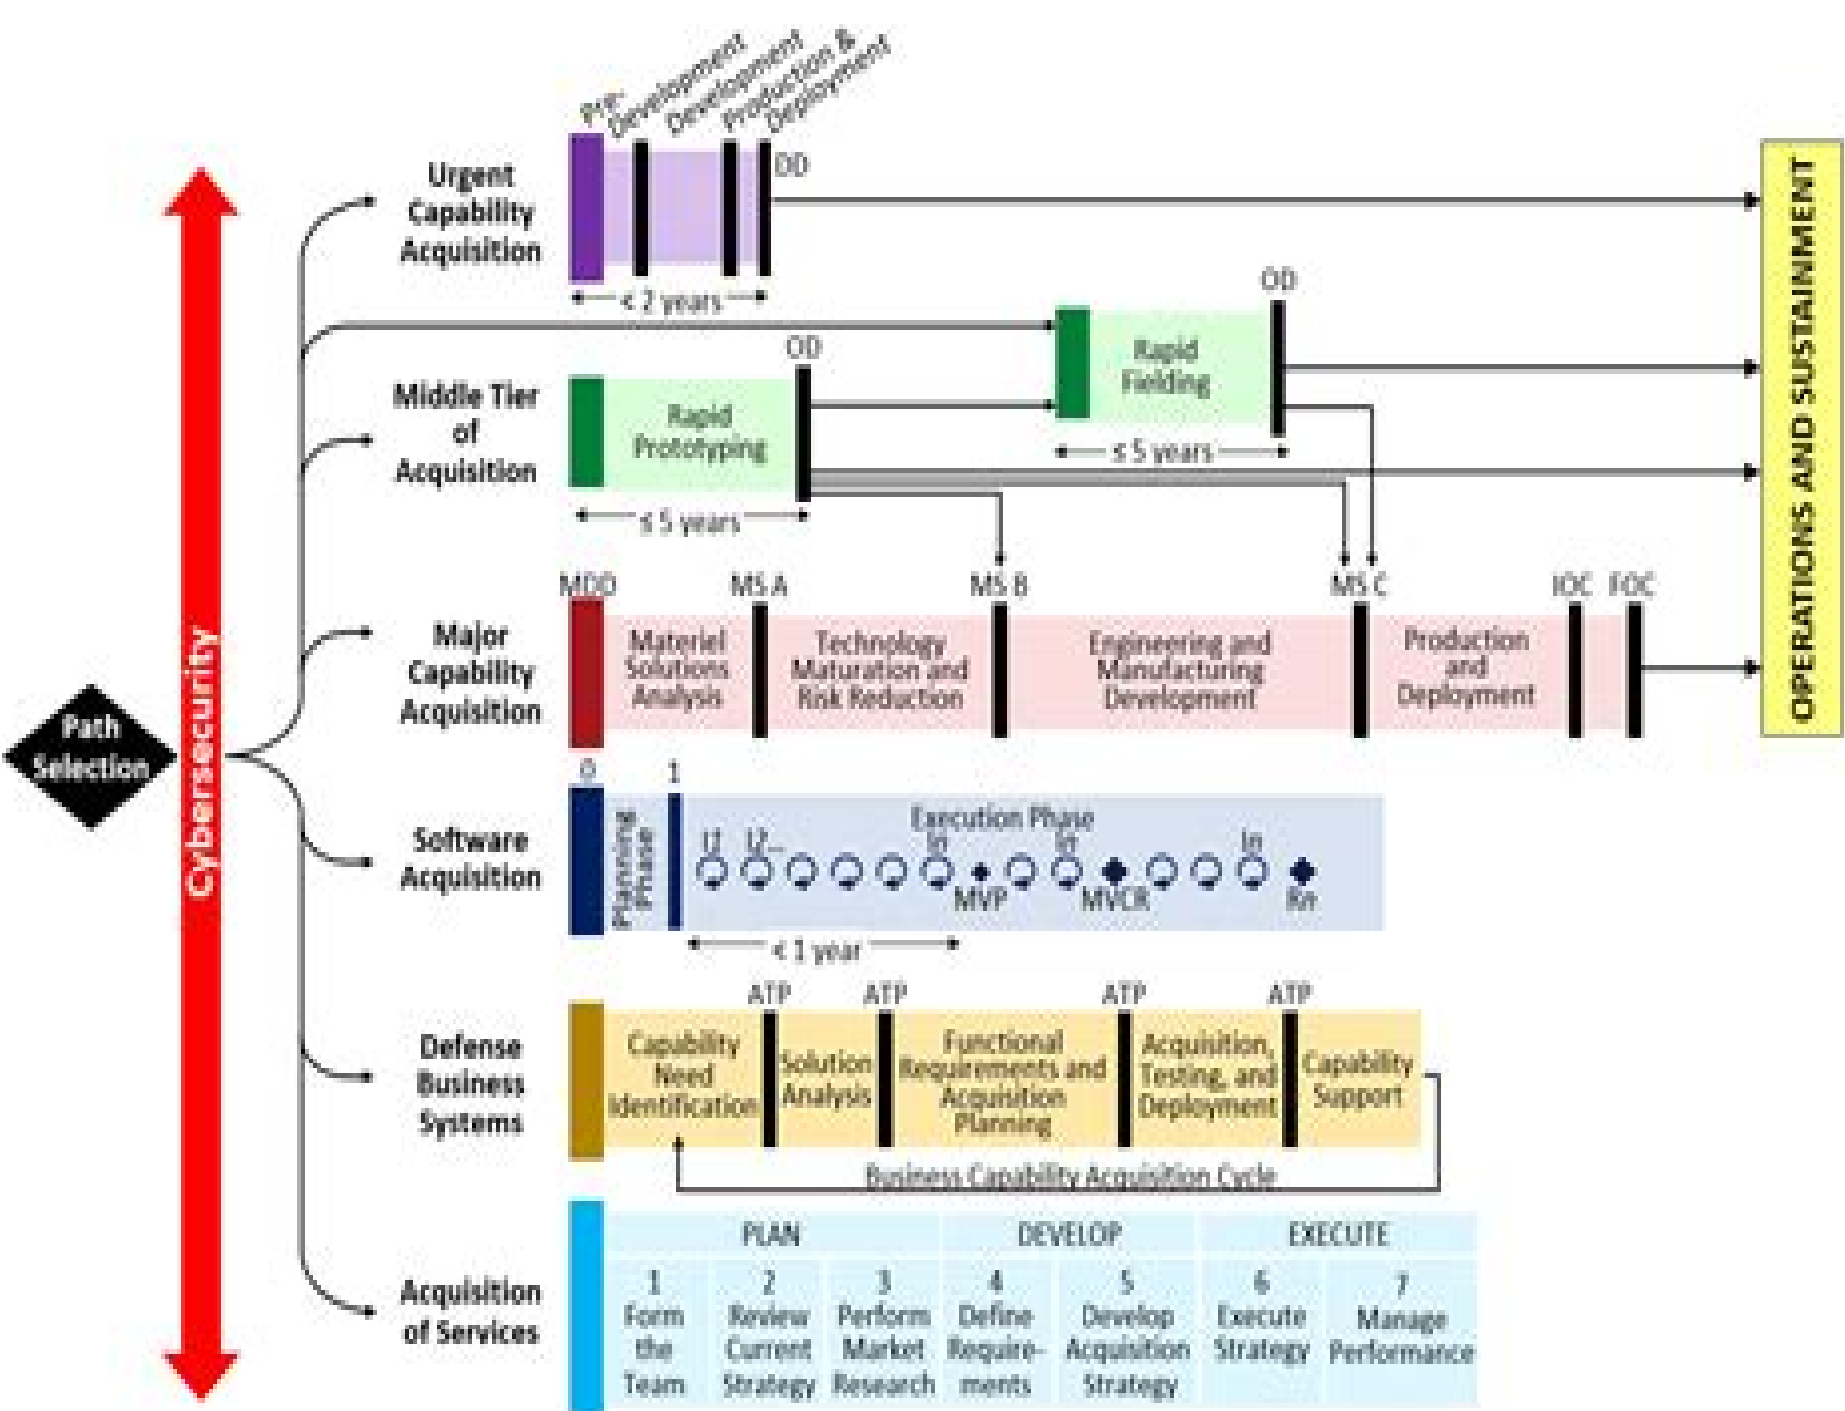 Pre-
Development
Development
Production &
Deployment
Urgent
Capability
Acquisition
DD
< 2 years
OD
Rapid
Fielding
≤ 5 years
Middle Tier
of
Acquisition
OD
Rapid
Prototyping
≤ 5 years
OPERATIONS AND SUSTAINMENT
Path
Selection
Cybersecurity
Major
Capability
Acquisition
MDD
MS A
MS B
MS C
IOC
FOC
Materiel
Solutions
Analysis
Technology
Maturation and
Risk Reduction
Engineering and
Manufacturing
Development
Production
and
Deployment
Software
Acquisition
0
1
Planning
Phase
Execution Phase
I1
I2...
In
In
In
MVP
MVCR
Rn
< 1 year
Defense
Business
Systems
ATP
ATP
ATP
ATP
Capability
Need
Identification
Solution
Analysis
Functional
Requirements and
Acquisition
Planning
Acquisition,
Testing, and
Deployment
Capability
Support
Business Capability Acquisition Cycle
Acquisition
of Services
PLAN
DEVELOP
EXECUTE
1
Form
the
Team
2
Review
Current
Strategy
3
Perform
Market
Research
4
Define
Require-
ments
5
Develop
Acquisition
Strategy
6
Execute
Strategy
7
Manage
Performance